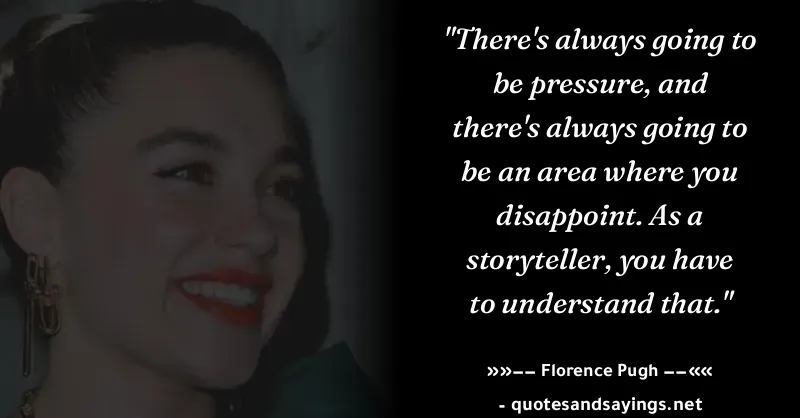 "There's always going to
be pressure, and
there's always going to
be an area where you
disappoint. As a
storyteller, you have
to understand that."
»»–– Florence Pugh ––««
- quotesandsayings.net